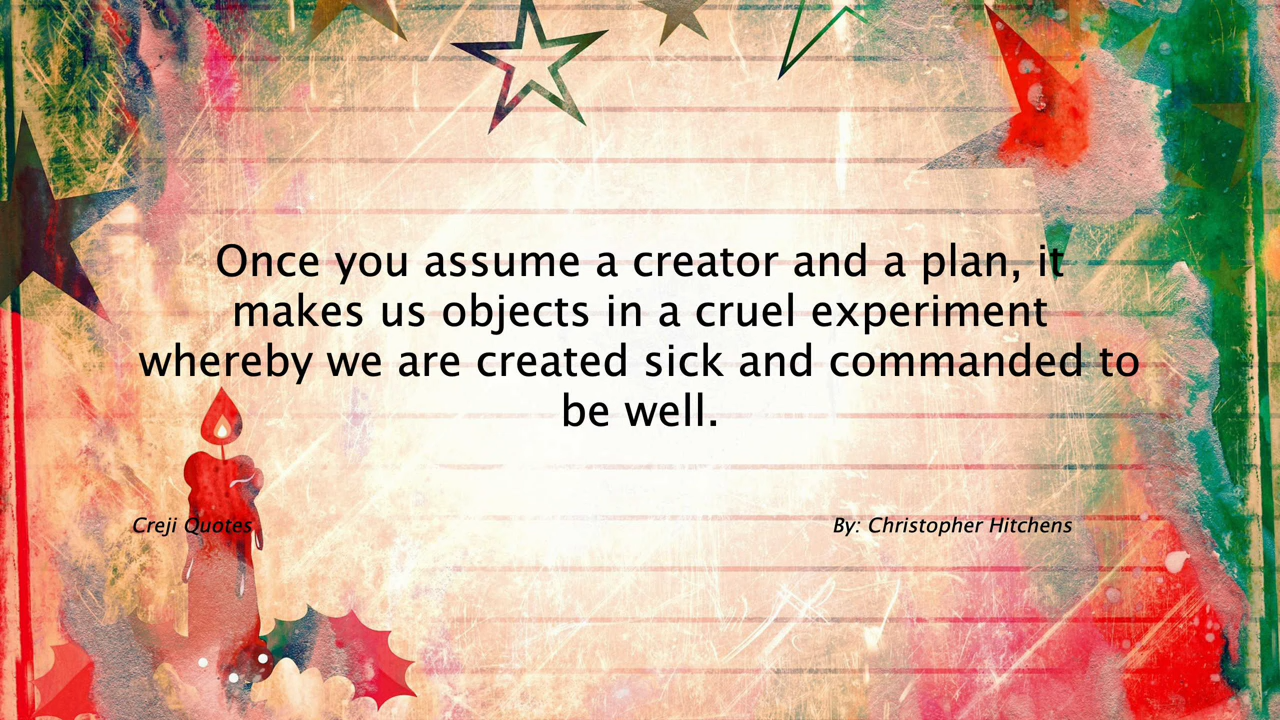 Once you assume a creator and a plan, it
makes us objects in a cruel experiment
whereby we are created sick and commanded to
be well.
Creji Quotes
By: Christopher Hitchens